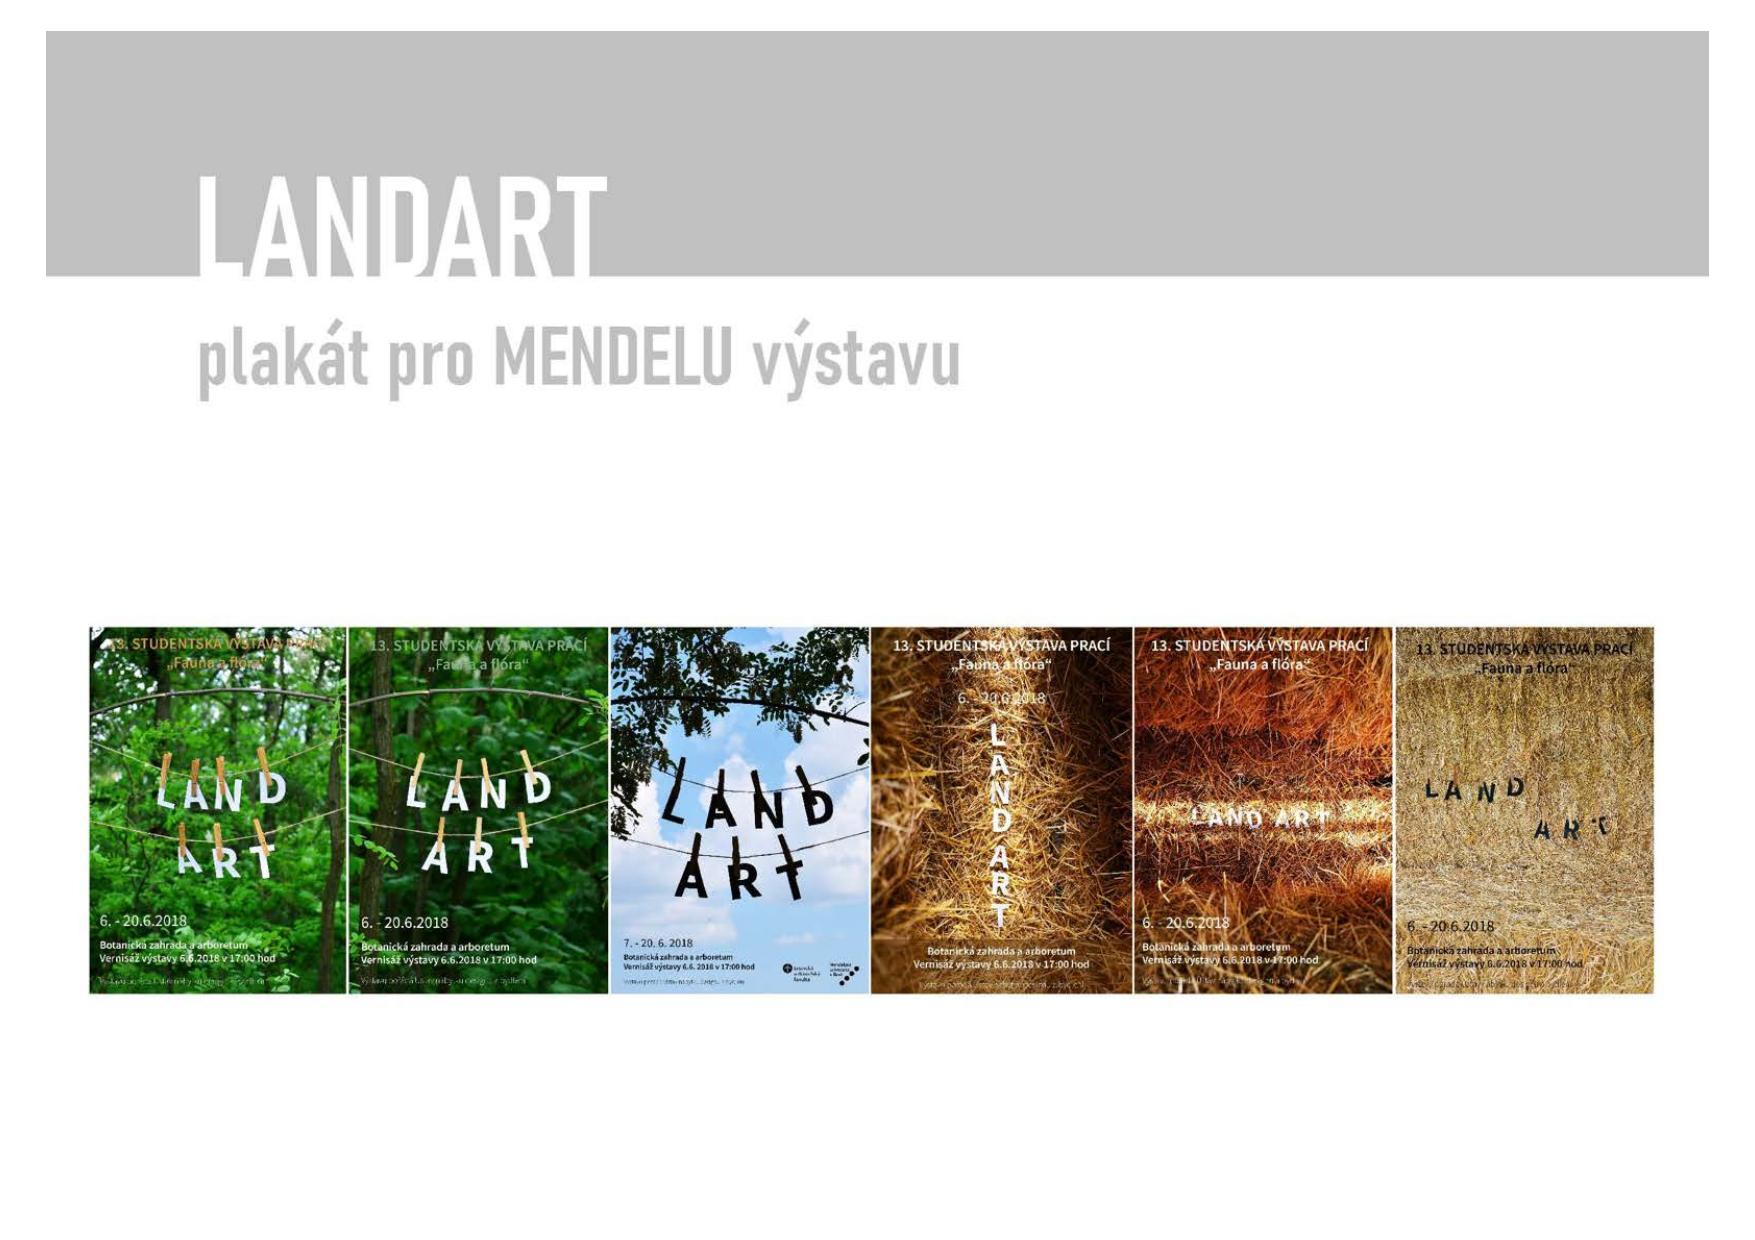 LANDART
plakát pro MENDELU výstavu
13. STUDENTSKÁ VÝSTAVA PRACÍ
„Fauna a flóra“
LAND
ART
6. - 20.6.2018
Botanická zahrada a arboretum
Vernisáž výstavy 6.6.2018 v 17:00 hod
13. STUDENTSKÁ VÝSTAVA PRACÍ
„Fauna a flóra“
LAND
ART
6. - 20.6.2018
Botanická zahrada a arboretum
Vernisáž výstavy 6.6.2018 v 17:00 hod
LAND
ART
7. - 20. 6. 2018
Botanická zahrada a arboretum
Vernisáž výstavy 6.6. 2018 v 17:00 hod
13. STUDENTSKÁ VÝSTAVA PRACÍ
„Fauna a flóra“
6. - 20.6.2018
LAND ART
Botanická zahrada a arboretum
Vernisáž výstavy 6.6.2018 v 17:00 hod
13. STUDENTSKÁ VÝSTAVA PRACÍ
„Fauna a flóra“
LAND ART
6. - 20.6.2018
Botanická zahrada a arboretum
Vernisáž výstavy 6.6.2018 v 17:00 hod
13. STUDENTSKÁ VÝSTAVA PRACÍ
„Fauna a flóra“
LAND
ART
6. - 20.6.2018
Botanická zahrada a arboretum
Vernisáž výstavy 6.6.2018 v 17:00 hod